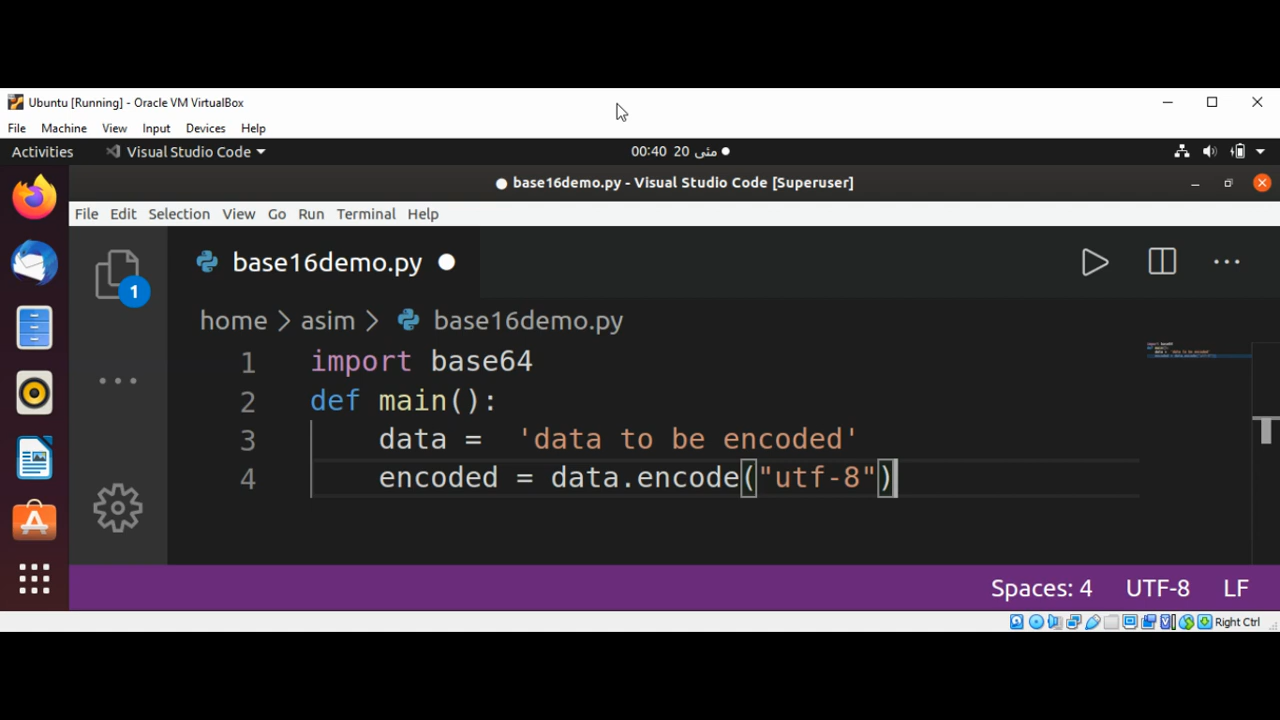 Ubuntu [Running] - Oracle VM VirtualBox
File Machine View Input Devices Help
Activities Visual Studio Code 00:40 20 مئی
base16demo.py - Visual Studio Code [Superuser]
File Edit Selection View Go Run Terminal Help
base16demo.py
1
home > asim > base16demo.py
1 import base64
2 def main():
3 data =  'data to be encoded'
4 encoded = data.encode("utf-8")
Spaces: 4 UTF-8 LF
Right Ctrl